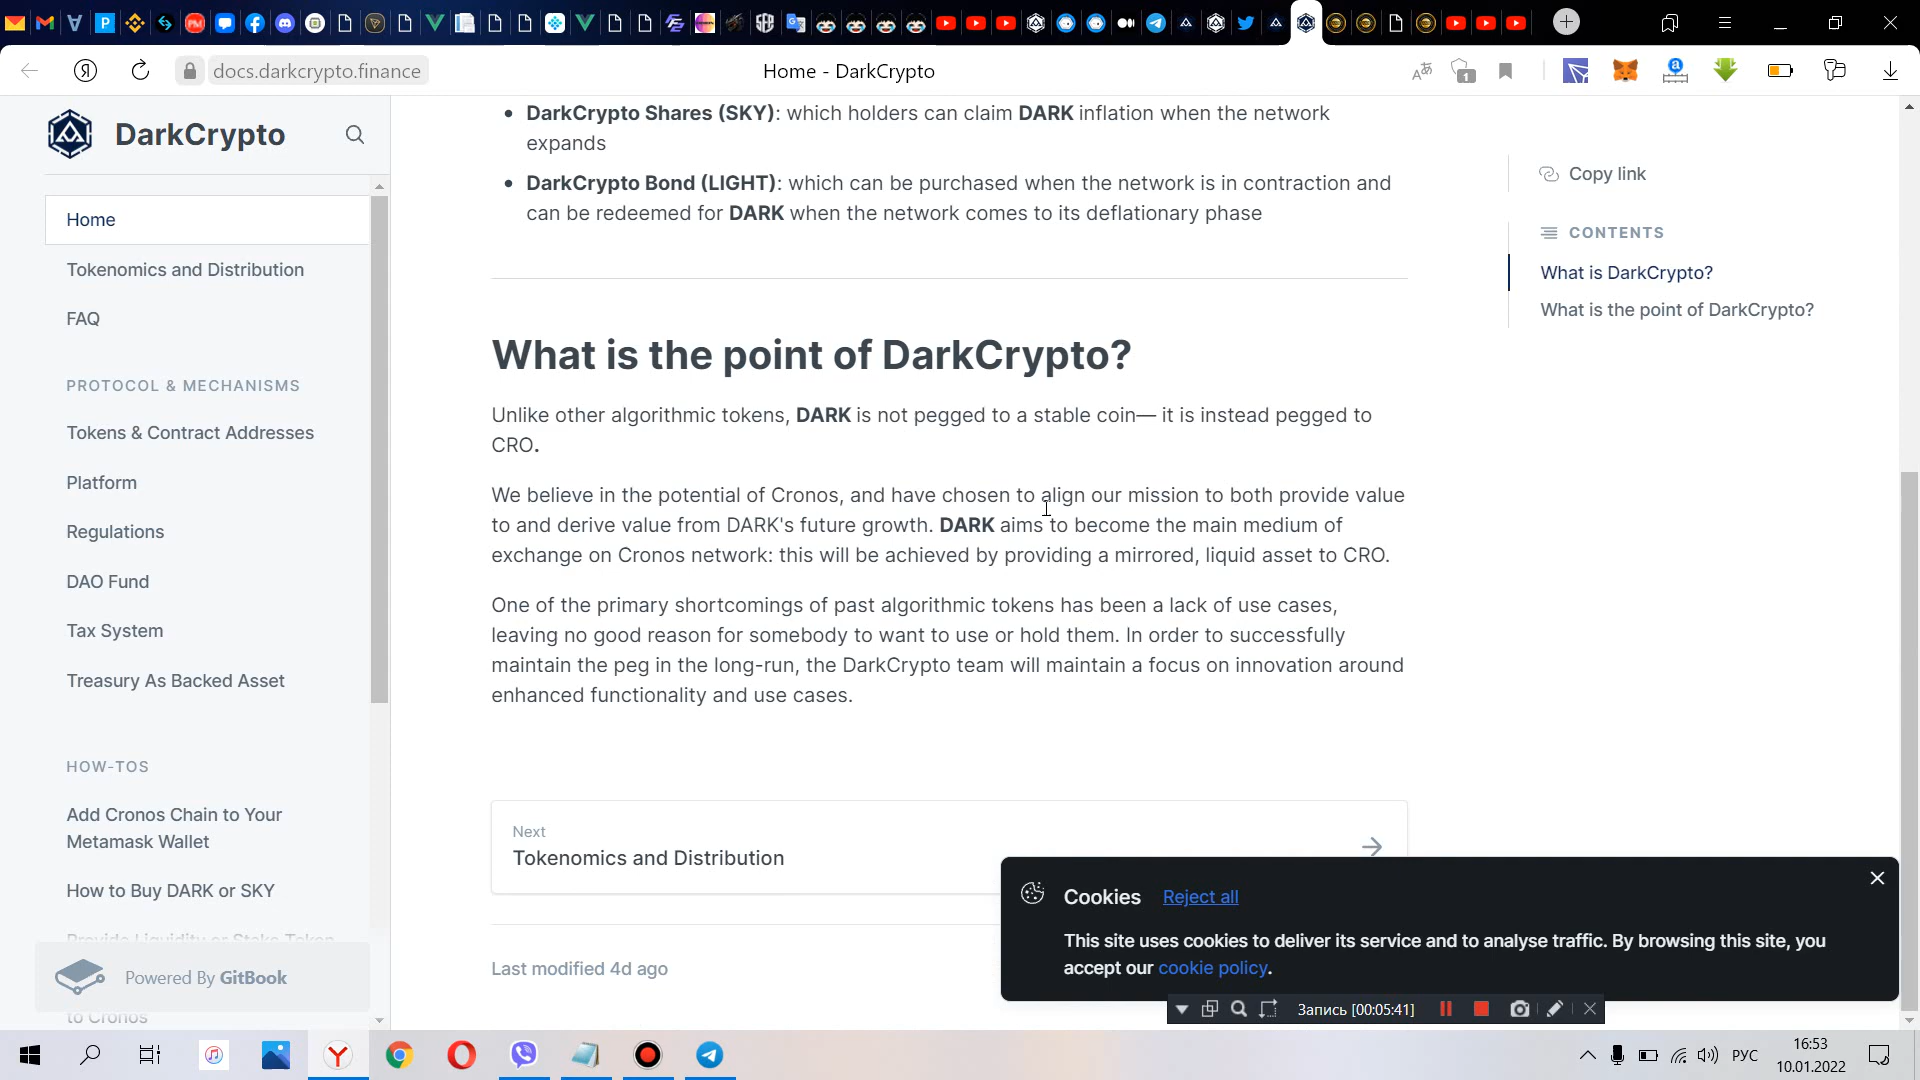 docs.darkcrypto.finance
Home - DarkCrypto
1
DarkCrypto
Home
Tokenomics and Distribution
FAQ
PROTOCOL & MECHANISMS
Tokens & Contract Addresses
Platform
Regulations
DAO Fund
Tax System
Treasury As Backed Asset
HOW-TOS
Add Cronos Chain to Your
Metamask Wallet
How to Buy DARK or SKY
Provide Liquidity or Stake Token
Powered By GitBook
to Cronos
DarkCrypto Shares (SKY): which holders can claim DARK inflation when the network
expands
DarkCrypto Bond (LIGHT): which can be purchased when the network is in contraction and
can be redeemed for DARK when the network comes to its deflationary phase
What is the point of DarkCrypto?
Unlike other algorithmic tokens, DARK is not pegged to a stable coin— it is instead pegged to
CRO.
We believe in the potential of Cronos, and have chosen to align our mission to both provide value
to and derive value from DARK's future growth. DARK aims to become the main medium of
exchange on Cronos network: this will be achieved by providing a mirrored, liquid asset to CRO.
One of the primary shortcomings of past algorithmic tokens has been a lack of use cases,
leaving no good reason for somebody to want to use or hold them. In order to successfully
maintain the peg in the long-run, the DarkCrypto team will maintain a focus on innovation around
enhanced functionality and use cases.
Next
Tokenomics and Distribution
Last modified 4d ago
Copy link
CONTENTS
What is DarkCrypto?
What is the point of DarkCrypto?
Cookies Reject all
This site uses cookies to deliver its service and to analyse traffic. By browsing this site, you
accept our cookie policy.
Запись [00:05:41]
РУС
16:53
10.01.2022